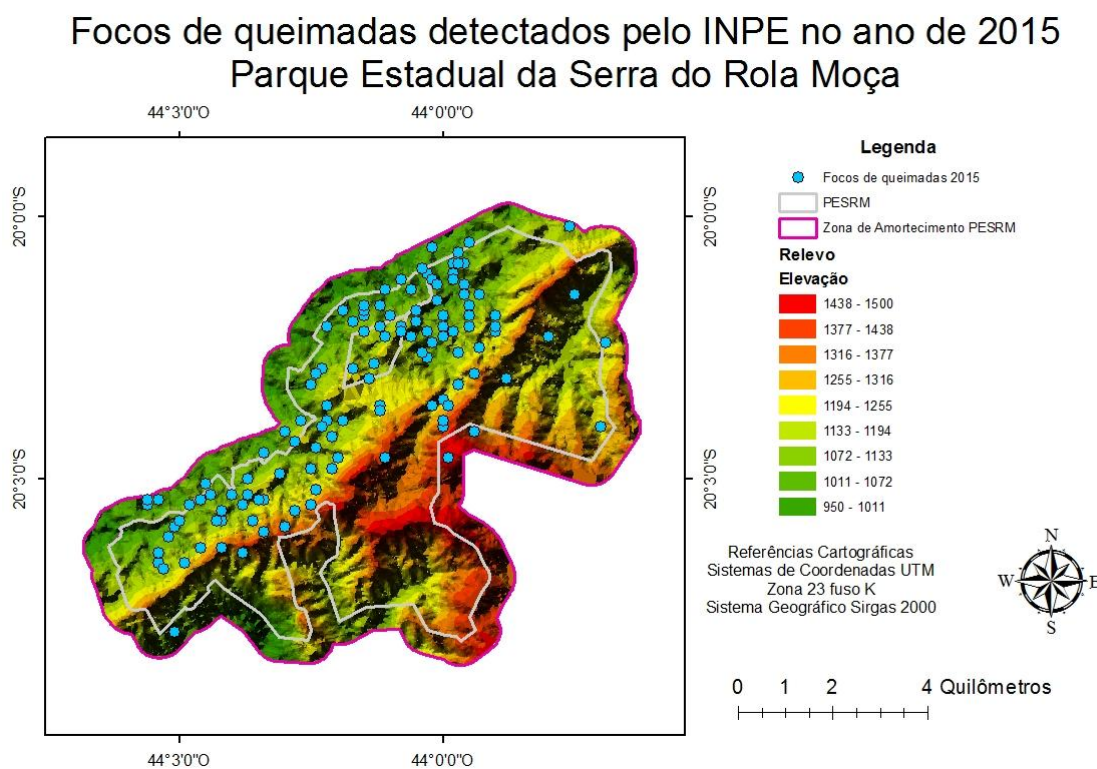 Focos de queimadas detectados pelo INPE no ano de 2015
Parque Estadual da Serra do Rola Moça
44°3'0"O
44°0'0"O
20°0'0"S
20°0'0"S
20°3'0"S
20°3'0"S
44°3'0"O
44°0'0"O
Legenda
Focos de queimadas 2015
PESRM
Zona de Amortecimento PESRM
Relevo
Elevação
1438 - 1500
1377 - 1438
1316 - 1377
1255 - 1316
1194 - 1255
1133 - 1194
1072 - 1133
1011 - 1072
950 - 1011
Referências Cartográficas
Sistemas de Coordenadas UTM
Zona 23 fuso K
Sistema Geográfico Sirgas 2000
N
W
E
S
0 1 2 4 Quilômetros